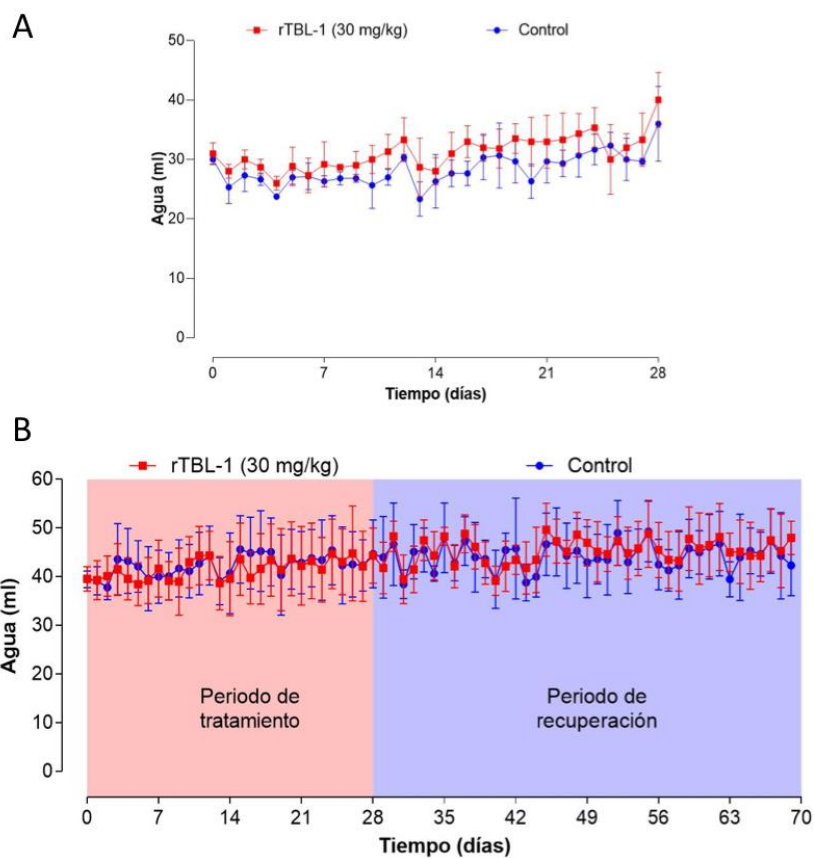 A
rTBL-1 (30 mg/kg) Control
50
40
30
20
10
0
Agua (ml)
0 7 14 21 28
Tiempo (días)
B
rTBL-1 (30 mg/kg) Control
60
50
40
30
20
10
0
Agua (ml)
Periodo de
tratamiento
Periodo de
recuperación
0 7 14 21 28 35 42 49 56 63 70
Tiempo (días)